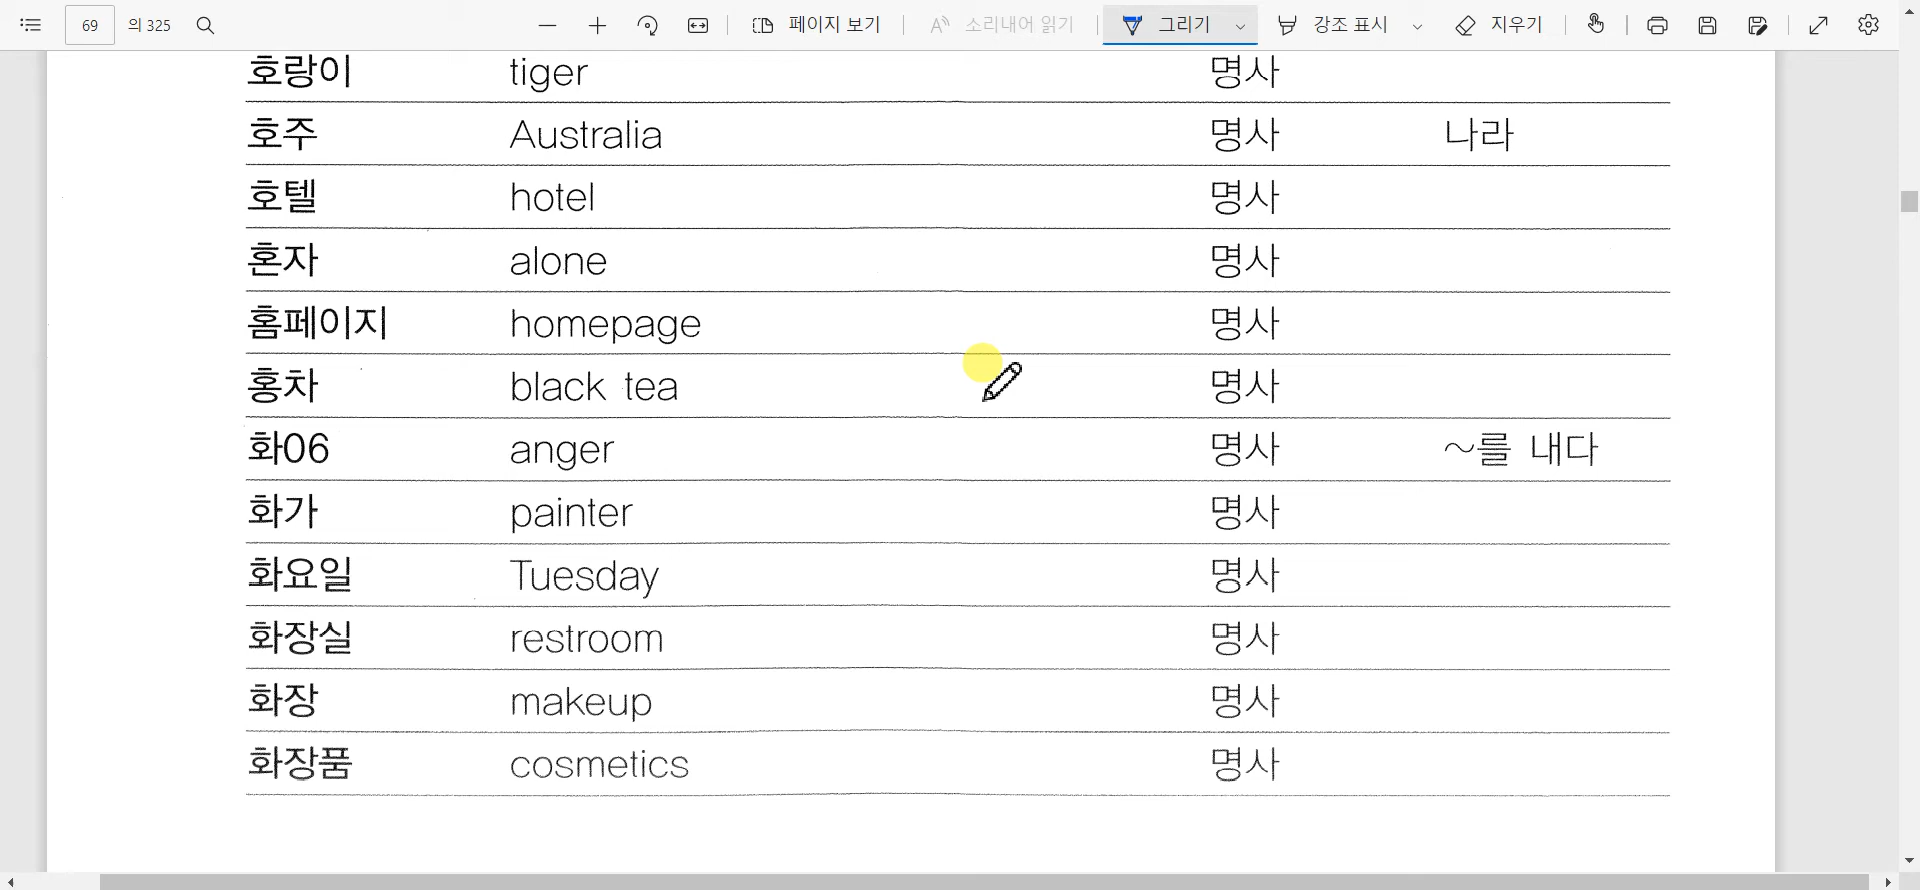 69 의 325 페이지 보기 소리내어 읽기 그리기 강조 표시 지우기
호랑이 tiger 명사
호주 Australia 명사 나라
호텔 hotel 명사
혼자 alone 명사
홈페이지 homepage 명사
홍차 black tea 명사
화06 anger 명사 ~를 내다
화가 painter 명사
화요일 Tuesday 명사
화장실 restroom 명사
화장 makeup 명사
화장품 cosmetics 명사